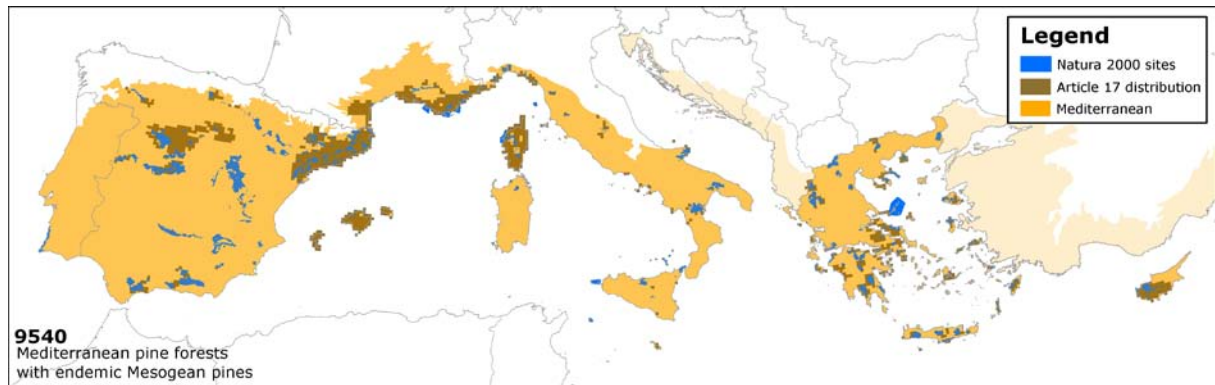 Legend
Natura 2000 sites
Article 17 distribution
Mediterranean
9540
Mediterranean pine forests
with endemic Mesogean pines